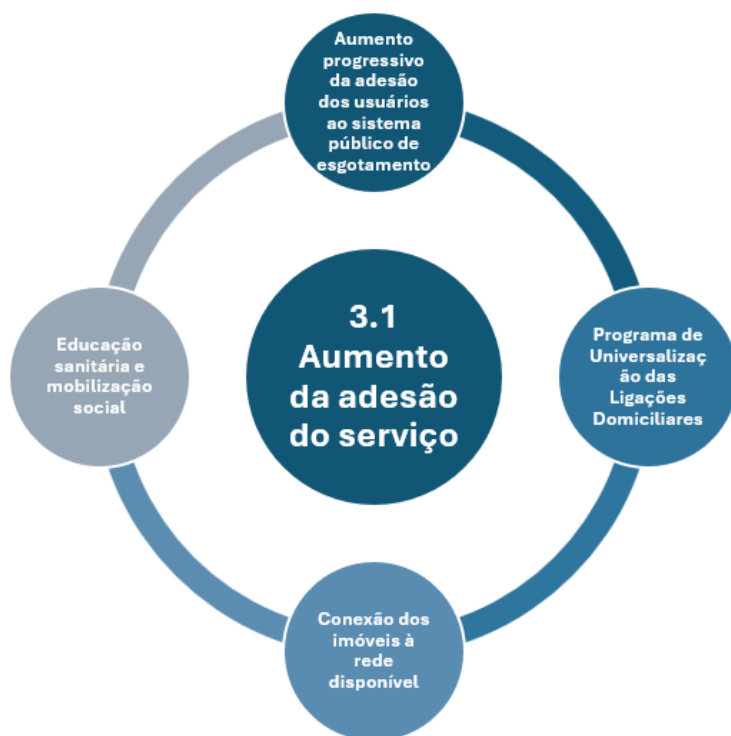 Aumento
progressivo
da adesão
dos usuários
ao sistema
público de
esgotamento
Programa de
Universalizaç
ão das
Ligações
Domiciliares
Conexão dos
imóveis à
rede
disponível
Educação
sanitária e
mobilização
social
3.1
Aumento
da adesão
do serviço